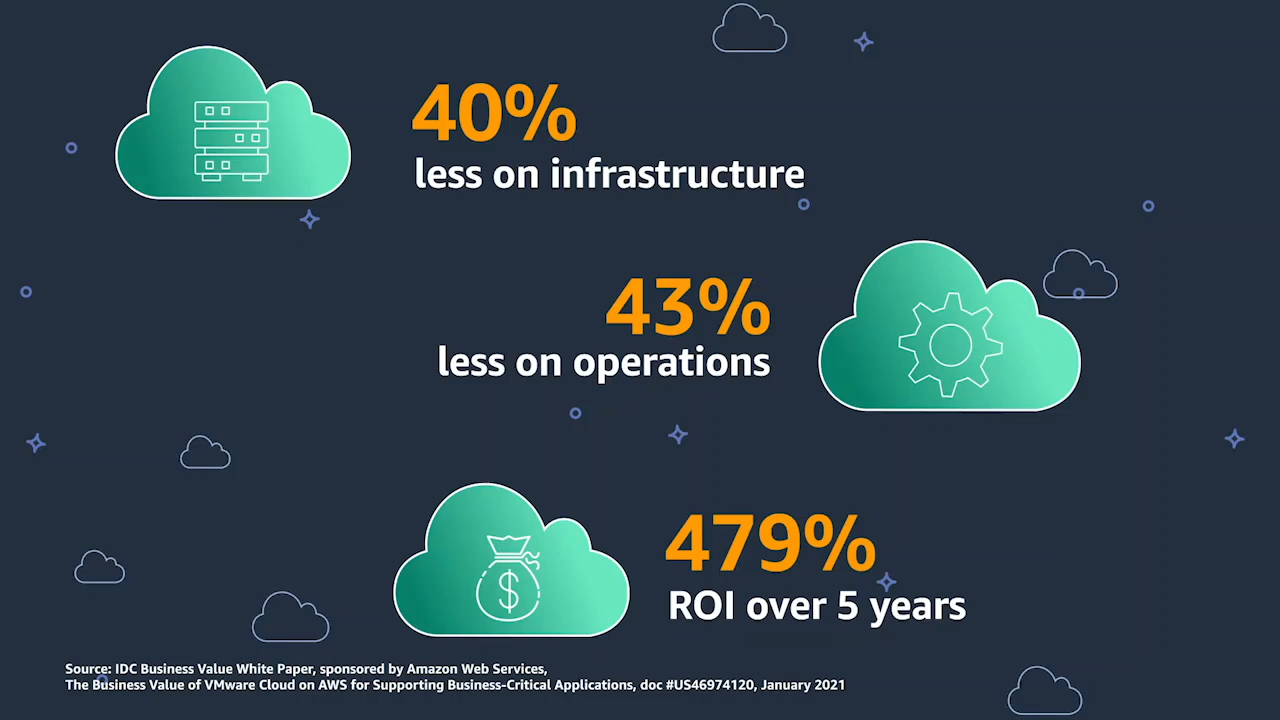 40%
less on infrastructure
43%
less on operations
$
479%
ROI over 5 years
Source: IDC Business Value White Paper, sponsored by Amazon Web Services,
The Business Value of VMware Cloud on AWS for Supporting Business-Critical Applications, doc #US46974120, January 2021